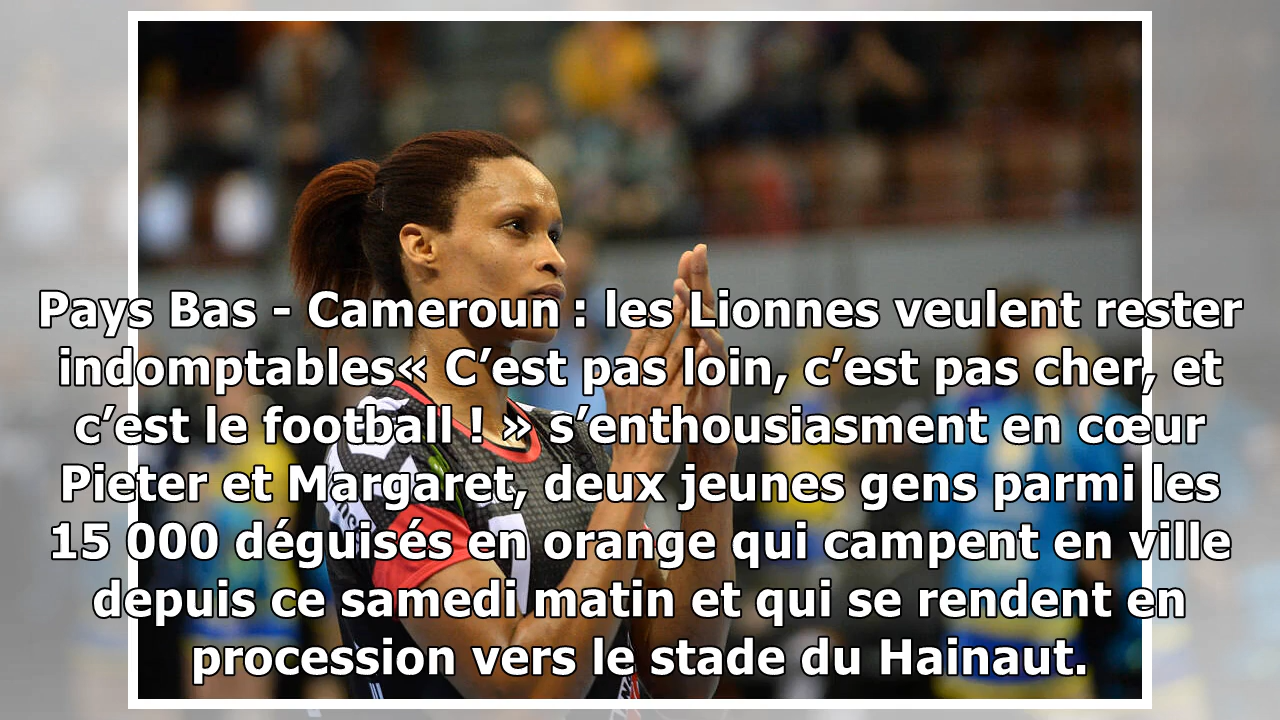 Pays Bas - Cameroun : les Lionnes veulent rester
indomptables« C’est pas loin, c’est pas cher, et
c’est le football ! » s’enthousiasment en cœur
Pieter et Margaret, deux jeunes gens parmi les
15 000 déguisés en orange qui campent en ville
depuis ce samedi matin et qui se rendent en
procession vers le stade du Hainaut.